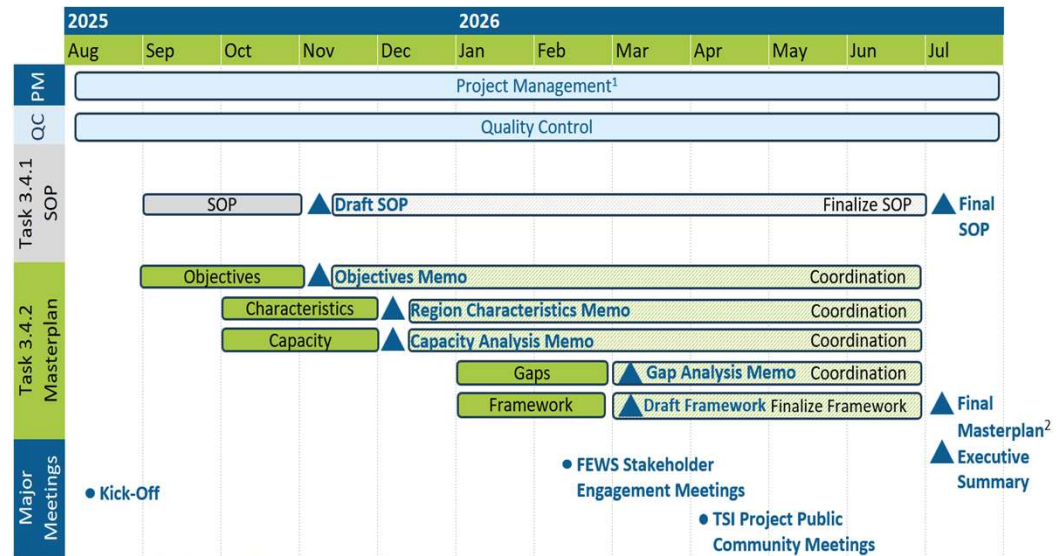 2025 2026
Aug Sep Oct Nov Dec Jan Feb Mar Apr May Jun Jul
PM
Project Management¹
QC
Quality Control
Task 3.4.1
SOP
SOP
Draft SOP
Finalize SOP
Final
SOP
Task 3.4.2
Masterplan
Objectives
Objectives Memo
Coordination
Characteristics
Region Characteristics Memo
Coordination
Capacity
Capacity Analysis Memo
Coordination
Gaps
Gap Analysis Memo
Coordination
Framework
Draft Framework
Finalize Framework
Final
Masterplan²
Executive
Summary
Major
Meetings
Kick-Off
FEWS Stakeholder
Engagement Meetings
TSI Project Public
Community Meetings